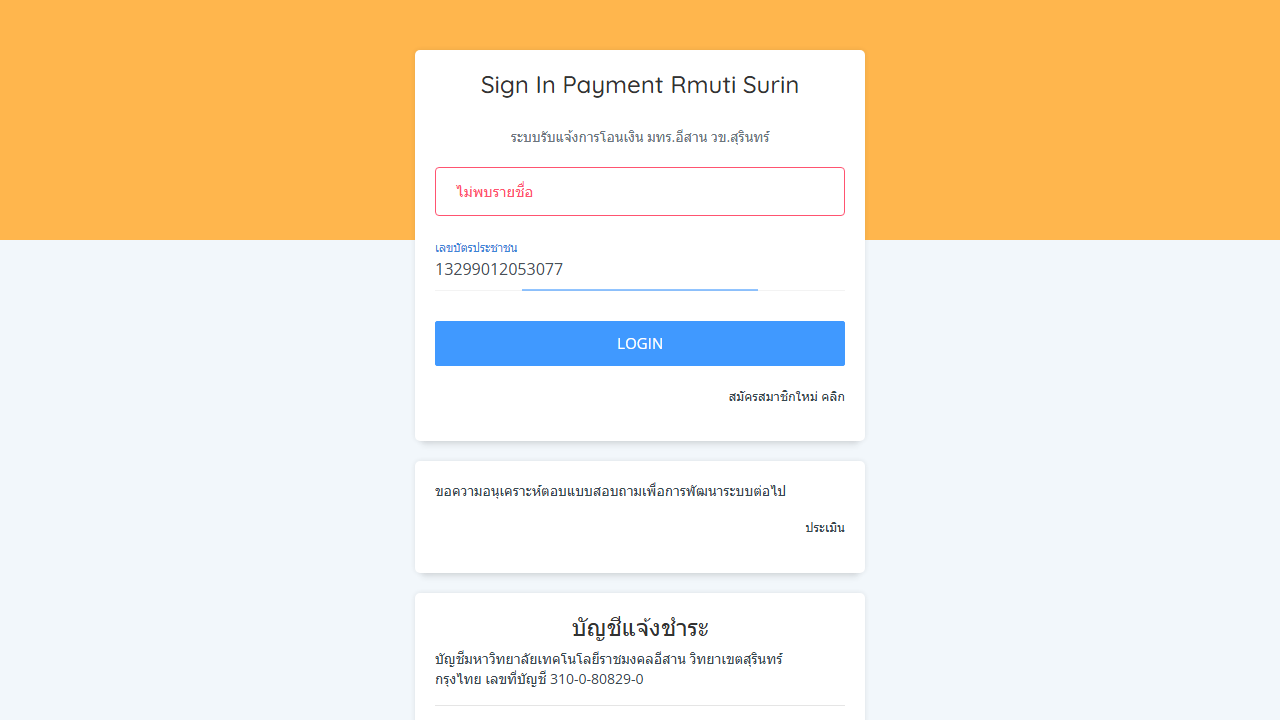 Sign In Payment Rmuti Surin
ระบบรับแจ้งการโอนเงิน มทร.อีสาน วข.สุรินทร์
ไม่พบรายชื่อ
เลขบัตรประชาชน
13299012053077
LOGIN
สมัครสมาชิกใหม่ คลิก
ขอความอนุเคราะห์ตอบแบบสอบถามเพื่อการพัฒนาระบบต่อไป
ประเมิน
บัญชีแจ้งชำระ
บัญชีมหาวิทยาลัยเทคโนโลยีราชมงคลอีสาน วิทยาเขตสุรินทร์
กรุงไทย เลขที่บัญชี 310-0-80829-0